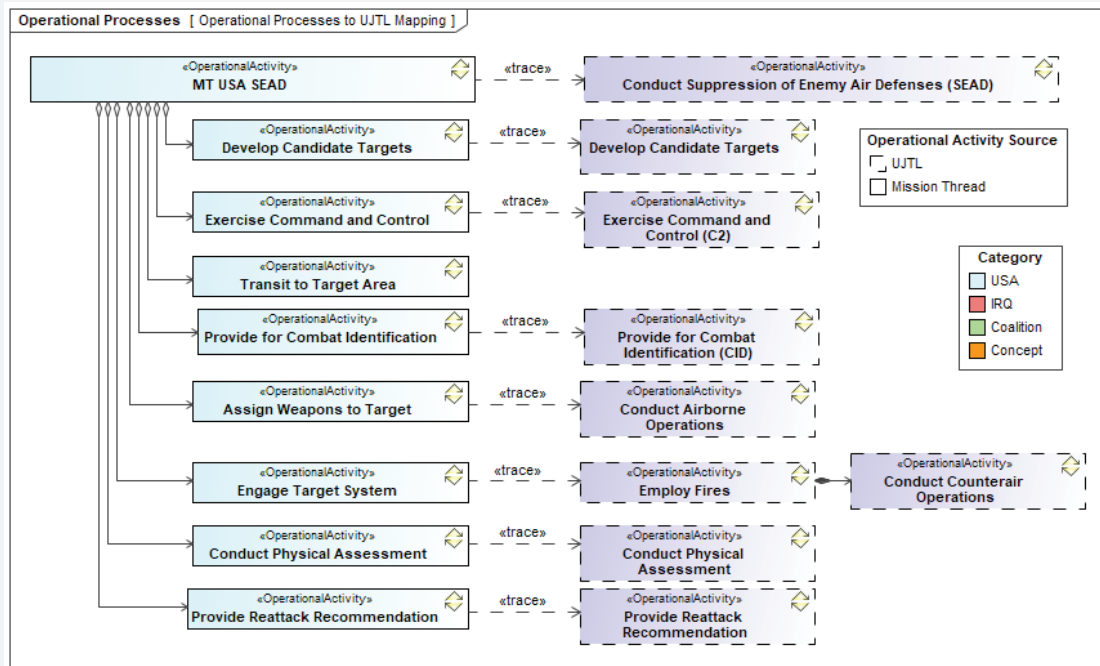 Operational Processes [ Operational Processes to UJTL Mapping ]
«OperationalActivity»
MT USA SEAD
«trace»
«OperationalActivity»
Conduct Suppression of Enemy Air Defenses (SEAD)
«OperationalActivity»
Develop Candidate Targets
«trace»
«OperationalActivity»
Develop Candidate Targets
Operational Activity Source
UJTL
Mission Thread
«OperationalActivity»
Exercise Command and Control
«trace»
«OperationalActivity»
Exercise Command and
Control (C2)
«OperationalActivity»
Transit to Target Area
Category
USA
IRQ
Coalition
Concept
«OperationalActivity»
Provide for Combat Identification
«trace»
«OperationalActivity»
Provide for Combat
Identification (CID)
«OperationalActivity»
Assign Weapons to Target
«trace»
«OperationalActivity»
Conduct Airborne
Operations
«OperationalActivity»
Engage Target System
«trace»
«OperationalActivity»
Employ Fires
«OperationalActivity»
Conduct Counterair
Operations
«OperationalActivity»
Conduct Physical Assessment
«trace»
«OperationalActivity»
Conduct Physical
Assessment
«OperationalActivity»
Provide Reattack Recommendation
«trace»
«OperationalActivity»
Provide Reattack
Recommendation